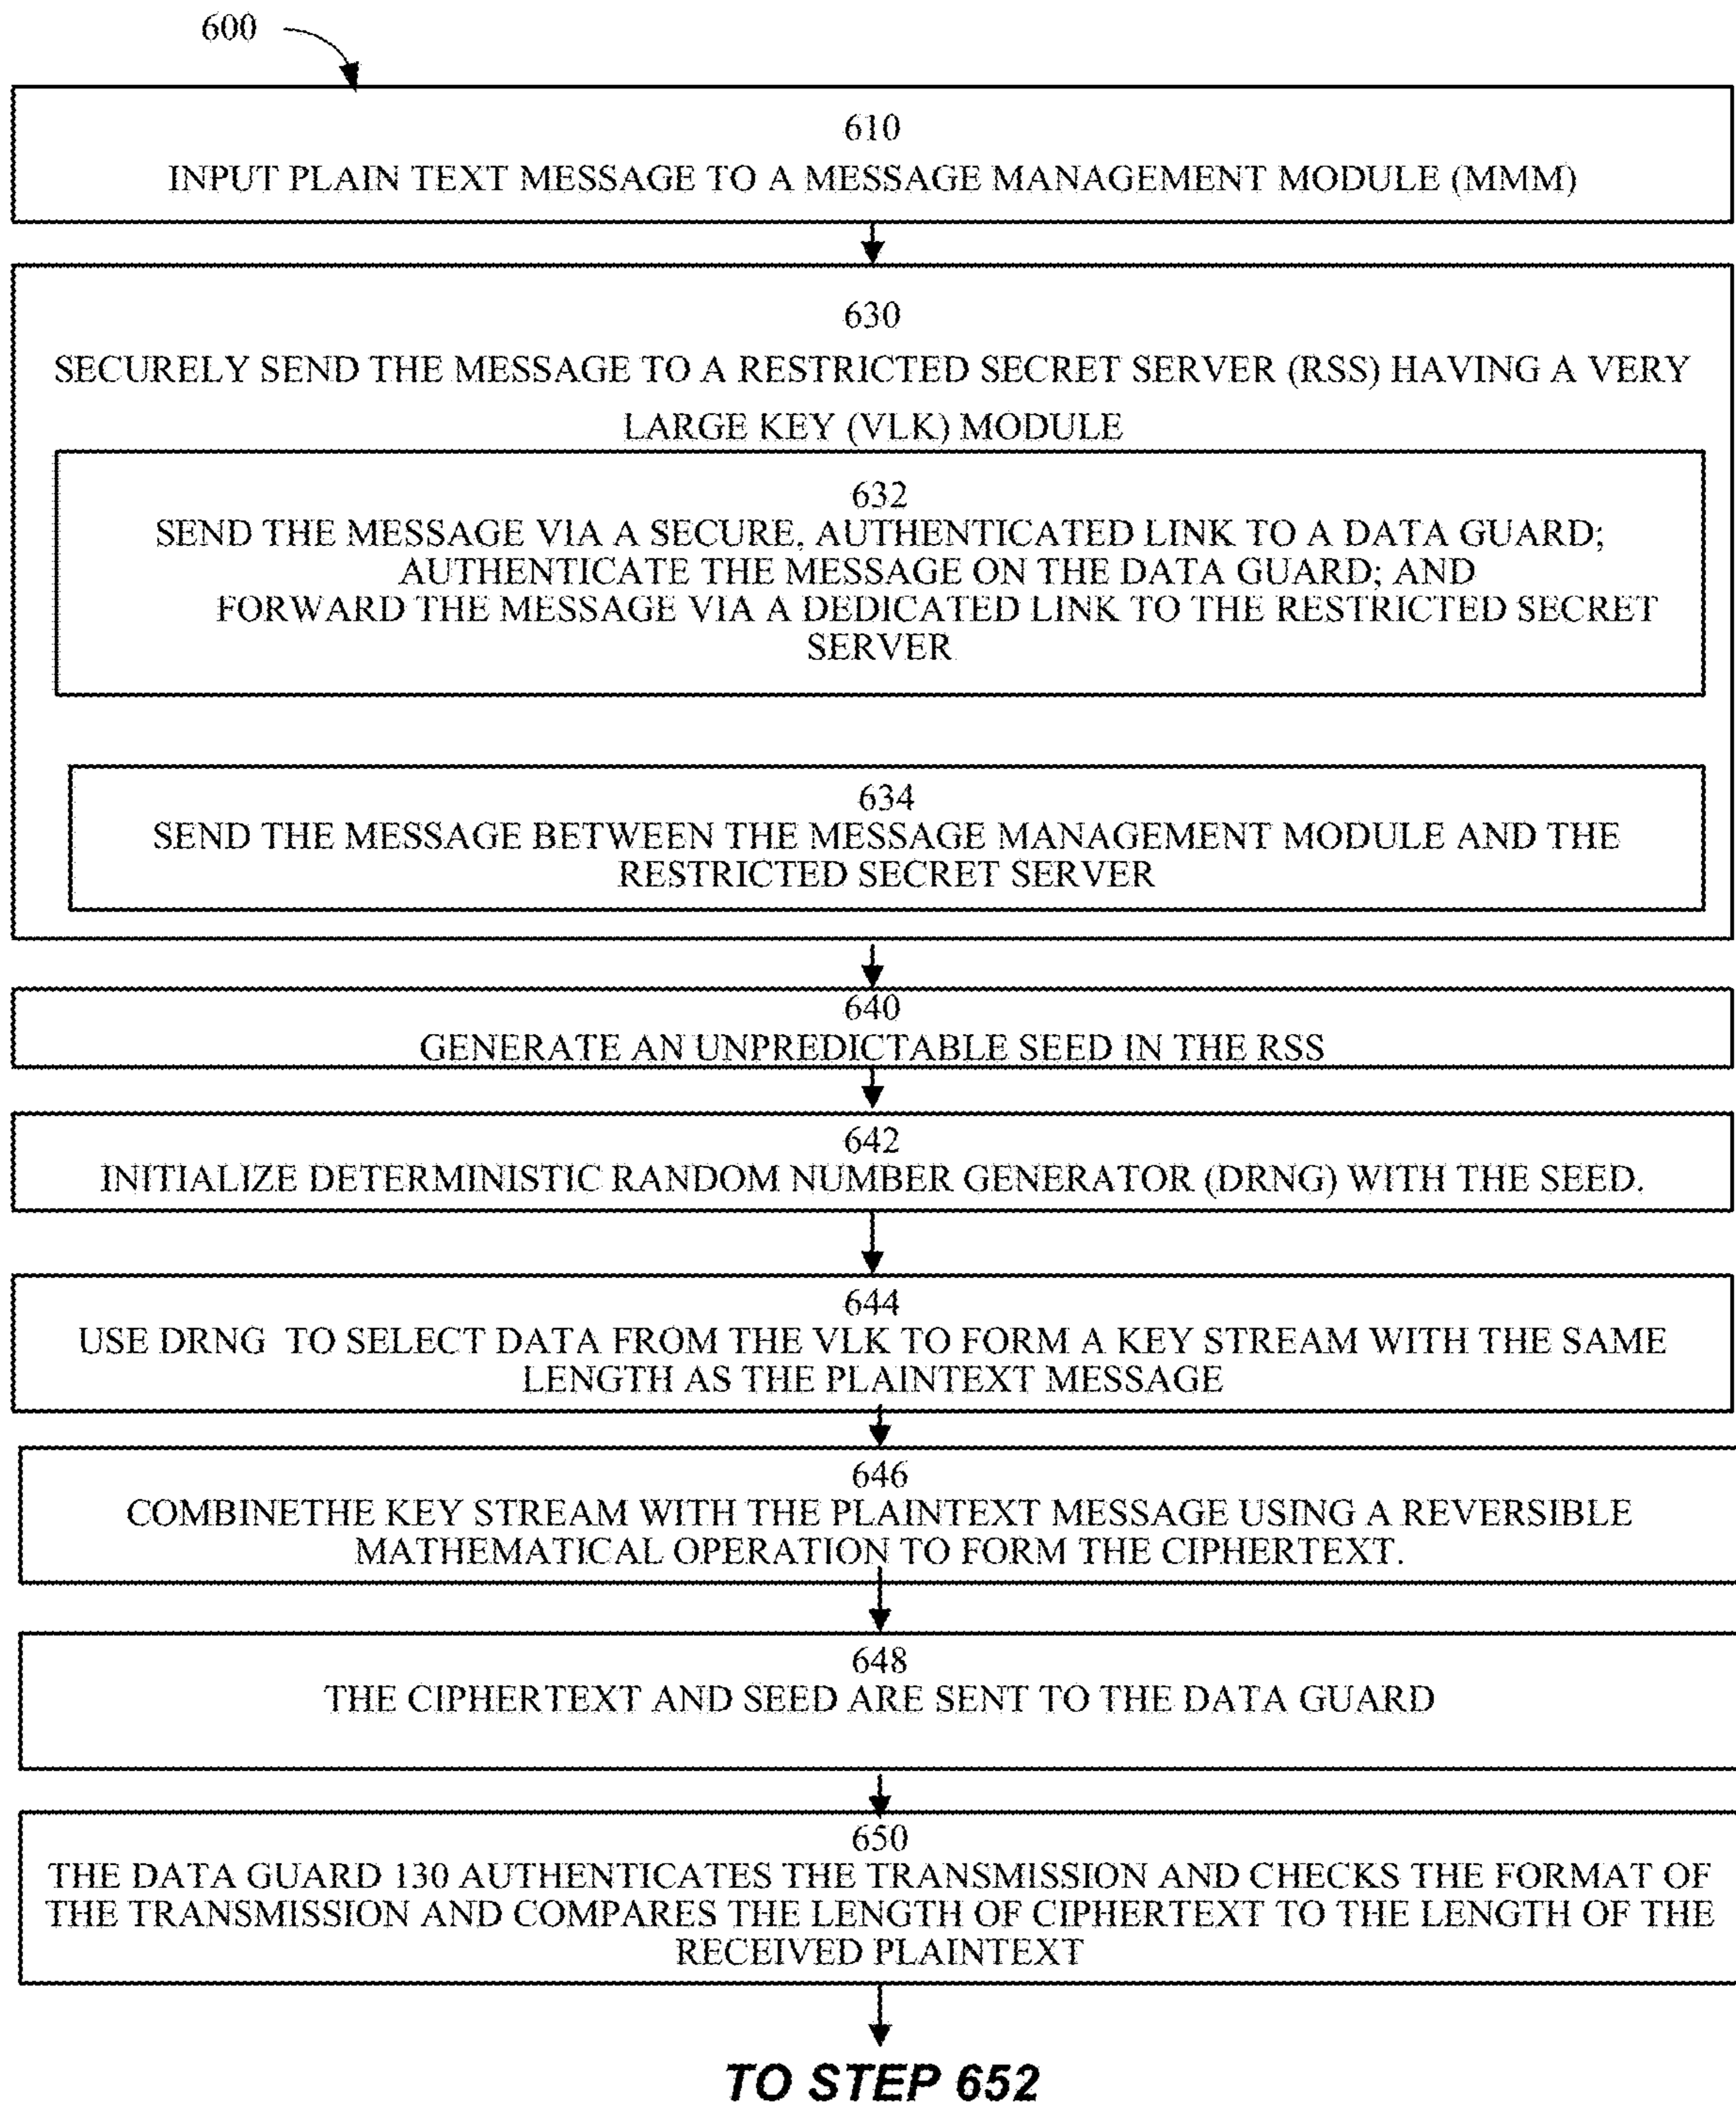 600
610
INPUT PLAIN TEXT MESSAGE TO A MESSAGE MANAGEMENT MODULE (MMM)
630
SECURELY SEND THE MESSAGE TO A RESTRICTED SECRET SERVER (RSS) HAVING A VERY
LARGE KEY (VLK) MODULE
632
SEND THE MESSAGE VIA A SECURE, AUTHENTICATED LINK TO A DATA GUARD;
AUTHENTICATE THE MESSAGE ON THE DATA GUARD; AND
FORWARD THE MESSAGE VIA A DEDICATED LINK TO THE RESTRICTED SECRET
SERVER
634
SEND THE MESSAGE BETWEEN THE MESSAGE MANAGEMENT MODULE AND THE
RESTRICTED SECRET SERVER
640
GENERATE AN UNPREDICTABLE SEED IN THE RSS
642
INITIALIZE DETERMINISTIC RANDOM NUMBER GENERATOR (DRNG) WITH THE SEED.
644
USE DRNG TO SELECT DATA FROM THE VLK TO FORM A KEY STREAM WITH THE SAME
LENGTH AS THE PLAINTEXT MESSAGE
646
COMBINETHE KEY STREAM WITH THE PLAINTEXT MESSAGE USING A REVERSIBLE
MATHEMATICAL OPERATION TO FORM THE CIPHERTEXT.
648
THE CIPHERTEXT AND SEED ARE SENT TO THE DATA GUARD
650
THE DATA GUARD 130 AUTHENTICATES THE TRANSMISSION AND CHECKS THE FORMAT OF
THE TRANSMISSION AND COMPARES THE LENGTH OF CIPHERTEXT TO THE LENGTH OF THE
RECEIVED PLAINTEXT
TO STEP 652